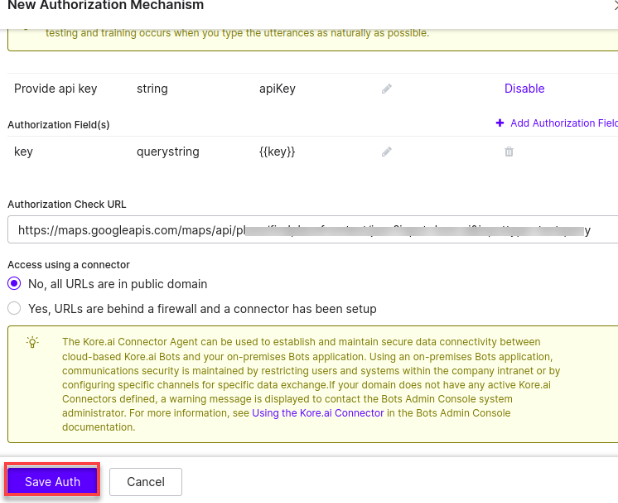 New Authorization Mechanism
testing and training occurs when you type the utterances as naturally as possible.
Provide api key string apiKey Disable
Authorization Field(s) + Add Authorization Field
key querystring {{key}}
Authorization Check URL
https://maps.googleapis.com/maps/api/pl y
Access using a connector
No, all URLs are in public domain
Yes, URLs are behind a firewall and a connector has been setup
The Kore.ai Connector Agent can be used to establish and maintain secure data connectivity between
cloud-based Kore.ai Bots and your on-premises Bots application. Using an on-premises Bots application,
communications security is maintained by restricting users and systems within the company intranet or by
configuring specific channels for specific data exchange.If your domain does not have any active Kore.ai
Connectors defined, a warning message is displayed to contact the Bots Admin Console system
administrator. For more information, see Using the Kore.ai Connector in the Bots Admin Console
documentation.
Save Auth Cancel